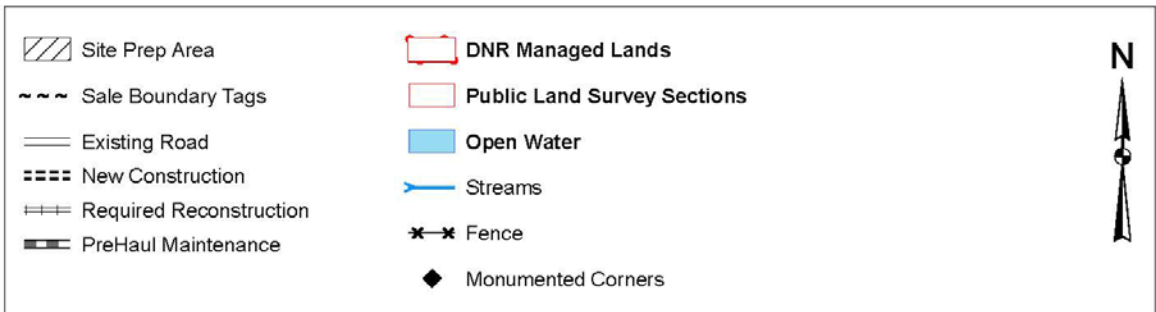 Site Prep Area
Sale Boundary Tags
Existing Road
New Construction
Required Reconstruction
PreHaul Maintenance
DNR Managed Lands
Public Land Survey Sections
Open Water
Streams
Fence
Monumented Corners
N